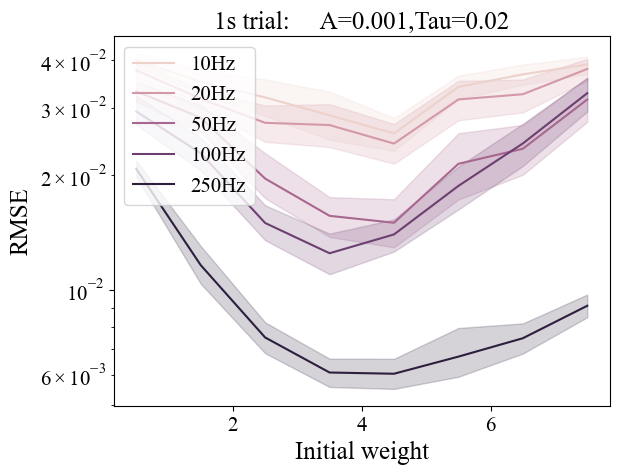 1s trial:     A=0.001,Tau=0.02
4 × 10⁻²
3 × 10⁻²
2 × 10⁻²
10⁻²
6 × 10⁻³
RMSE
10Hz
20Hz
50Hz
100Hz
250Hz
2 4 6
Initial weight